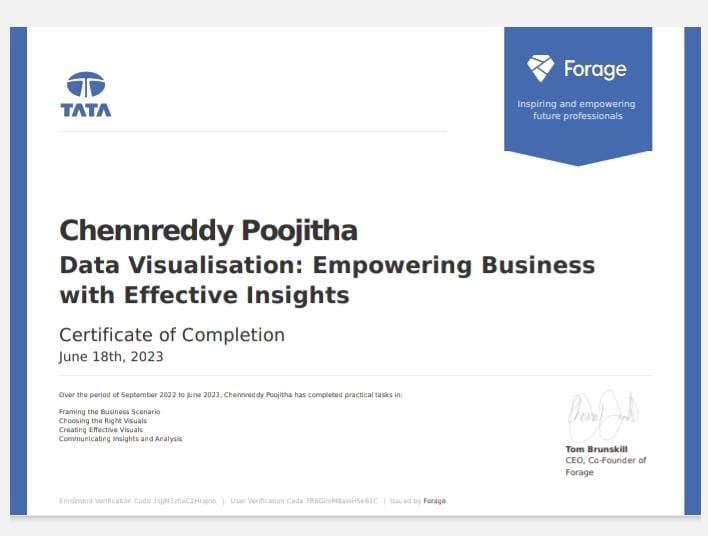 TATA
Forage
Inspiring and empowering
future professionals
Chennreddy Poojitha
Data Visualisation: Empowering Business
with Effective Insights
Certificate of Completion
June 18th, 2023
Over the period of September 2022 to June 2023, Chennreddy Poojitha has completed practical tasks in:
Framing the Business Scenario
Choosing the Right Visuals
Creating Effective Visuals
Communicating Insights and Analysis
Tom Brunskill
CEO, Co-Founder of
Forage
Enrolment Verification Code | User Verification Code | Issued by Forage